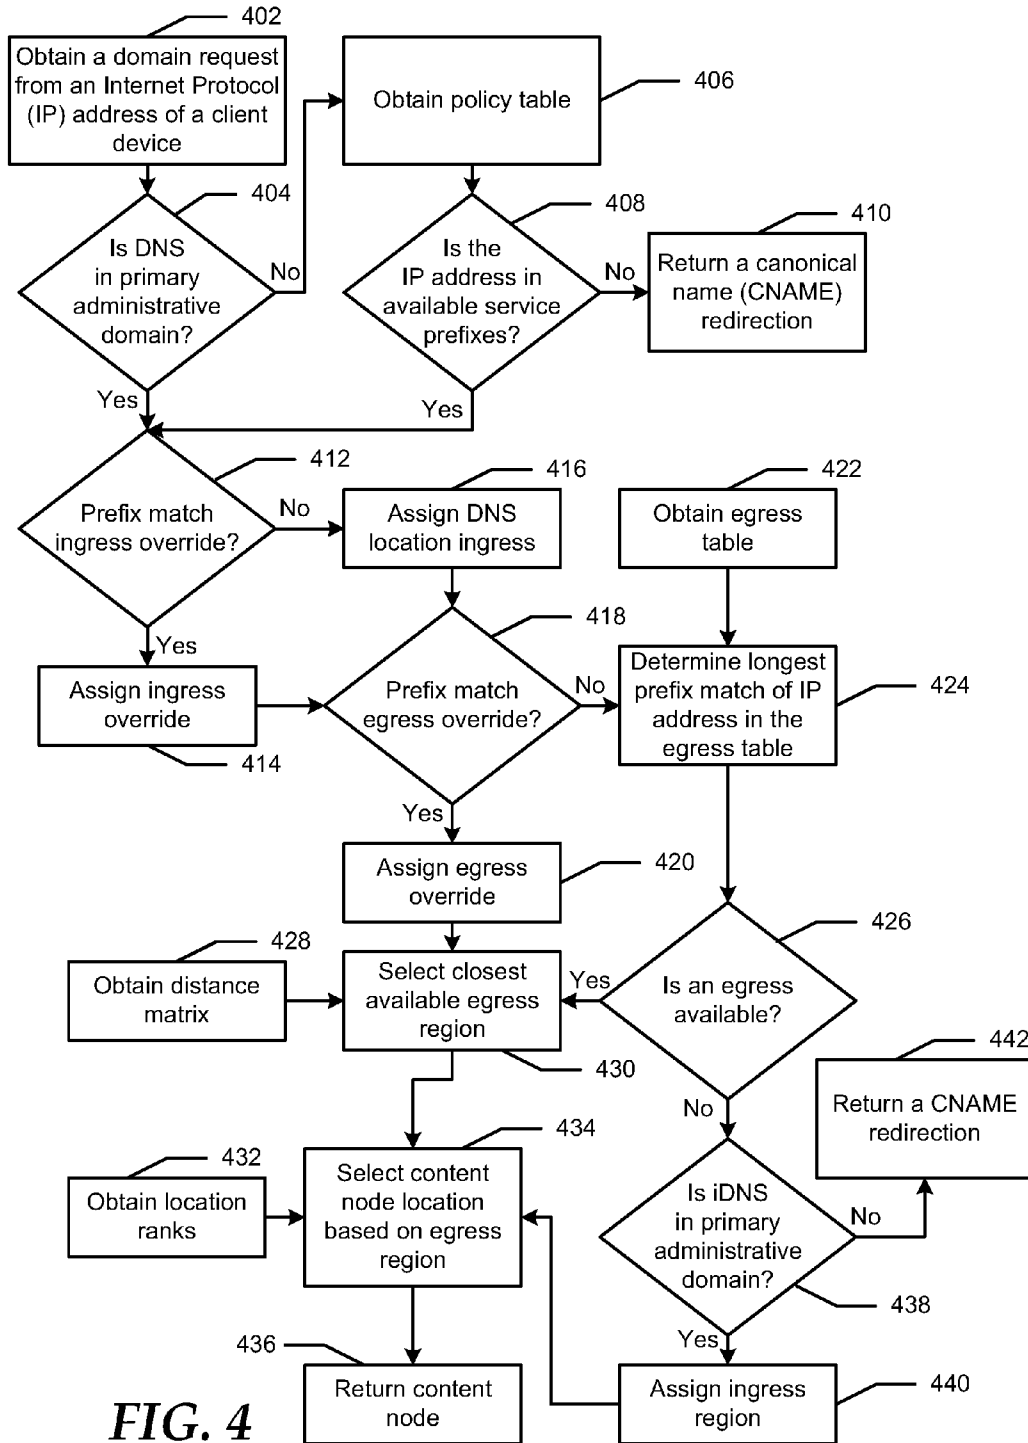 402
Obtain a domain request
from an Internet Protocol
(IP) address of a client
device
Obtain policy table
406
404
Is DNS
in primary
administrative
domain?
No
Yes
408
Is the
IP address in
available service
prefixes?
No
Yes
410
Return a canonical
name (CNAME)
redirection
412
Prefix match
ingress override?
No
Yes
416
Assign DNS
location ingress
422
Obtain egress
table
Assign ingress
override
414
418
Prefix match
egress override?
No
Yes
Determine longest
prefix match of IP
address in the
egress table
424
Assign egress
override
420
426
Is an egress
available?
Yes
No
428
Obtain distance
matrix
Select closest
available egress
region
430
442
Return a CNAME
redirection
432
Obtain location
ranks
434
Select content
node location
based on egress
region
Is iDNS
in primary
administrative
domain?
No
438
Yes
436
Return content
node
Assign ingress
region
440
FIG. 4